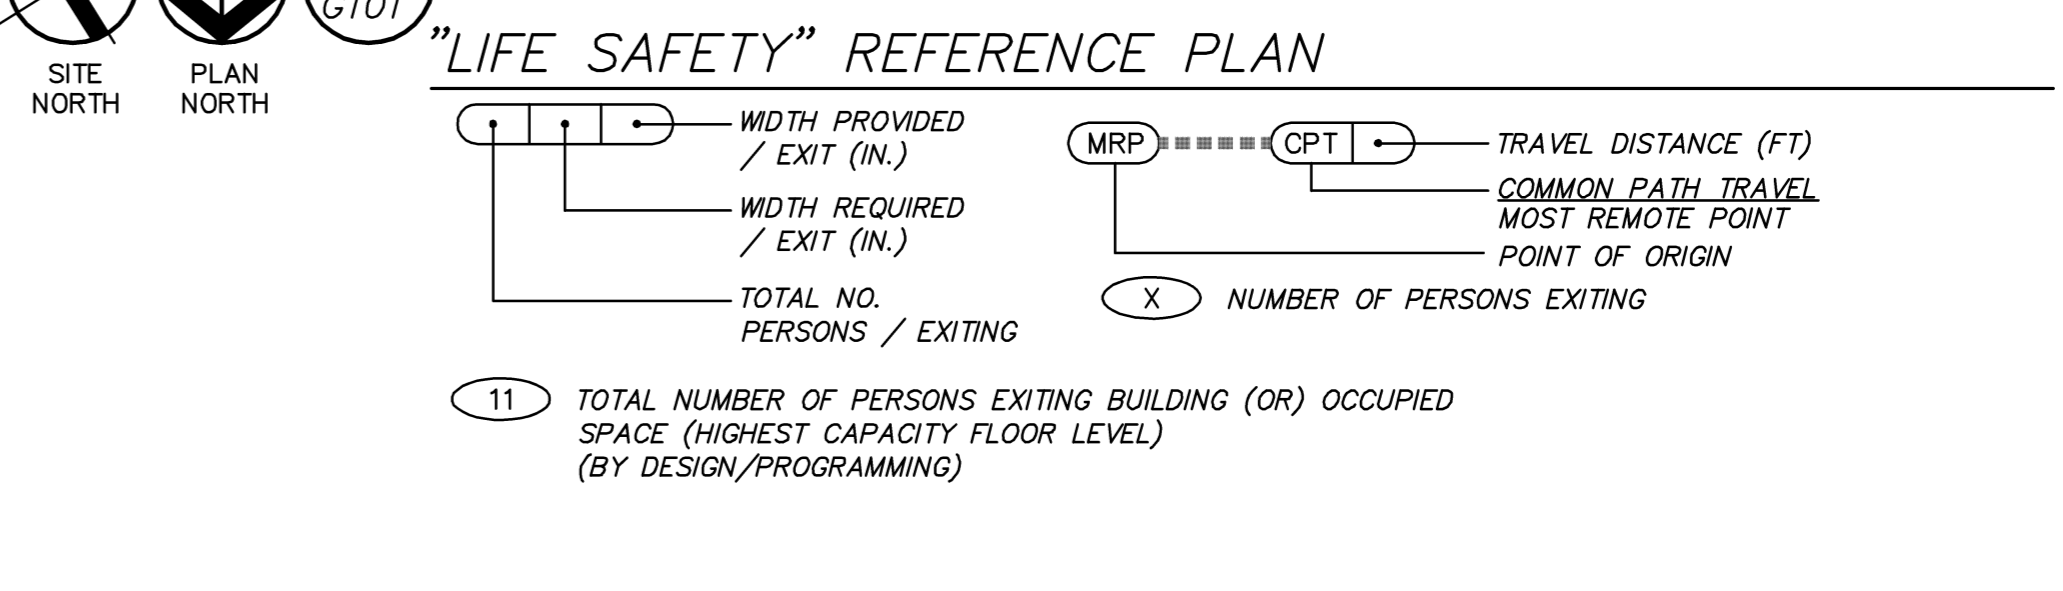 G101
SITE
NORTH
PLAN
NORTH
"LIFE SAFETY" REFERENCE PLAN
WIDTH PROVIDED
/ EXIT (IN.)
WIDTH REQUIRED
/ EXIT (IN.)
TOTAL NO.
PERSONS / EXITING
MRP
CPT
TRAVEL DISTANCE (FT)
COMMON PATH TRAVEL
MOST REMOTE POINT
POINT OF ORIGIN
X NUMBER OF PERSONS EXITING
11 TOTAL NUMBER OF PERSONS EXITING BUILDING (OR) OCCUPIED
SPACE (HIGHEST CAPACITY FLOOR LEVEL)
(BY DESIGN/PROGRAMMING)